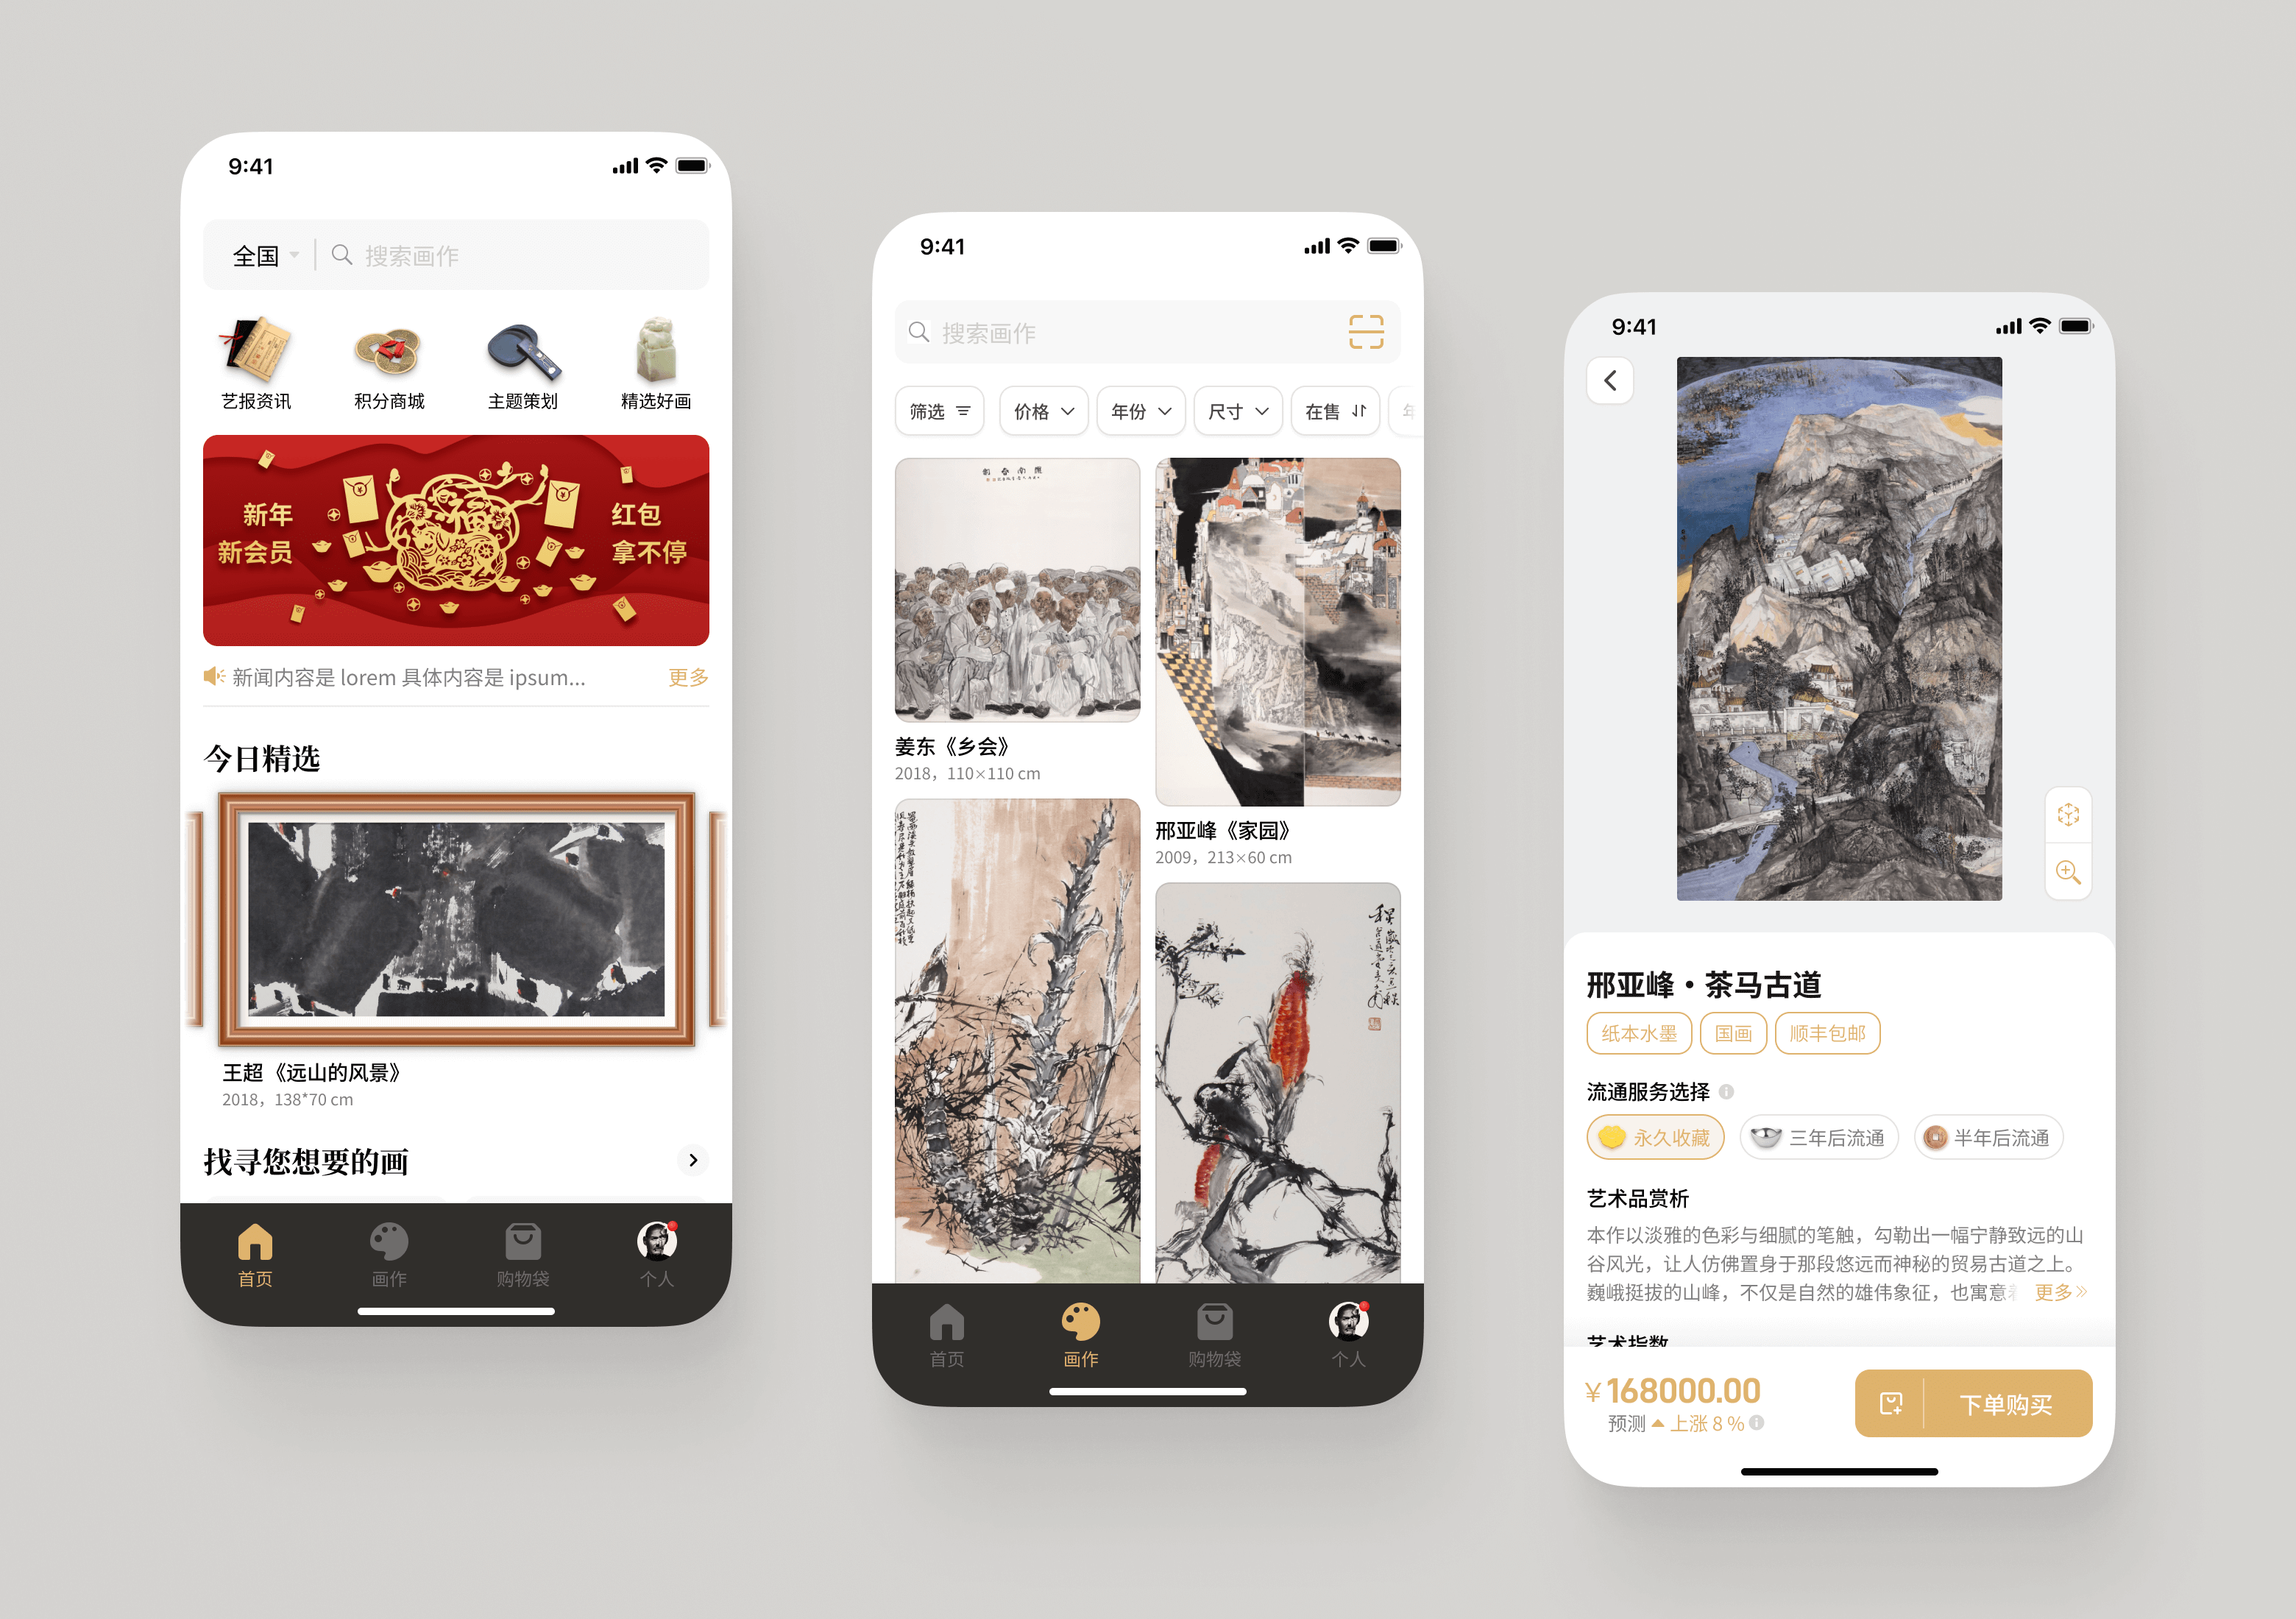 9:41
全国 搜索画作
艺报资讯 积分商城 主题策划 精选好画
新年
新会员
福
红包
拿不停
新闻内容是 lorem 具体内容是 ipsum... 更多
今日精选
王超《远山的风景》
2018，138*70 cm
找寻您想要的画
首页 画作 购物袋 个人
9:41
搜索画作
筛选 价格 年份 尺寸 在售
姜东《乡会》
2018，110×110 cm
邢亚峰《家园》
2009，213×60 cm
首页 画作 购物袋 个人
9:41
邢亚峰·茶马古道
纸本水墨 国画 顺丰包邮
流通服务选择
永久收藏 三年后流通 半年后流通
艺术品赏析
本作以淡雅的色彩与细腻的笔触，勾勒出一幅宁静致远的山
谷风光，让人仿佛置身于那段悠远而神秘的贸易古道之上。
巍峨挺拔的山峰，不仅是自然的雄伟象征，也寓意 更多
艺术指数
¥168000.00
预测 上涨 8 %
下单购买